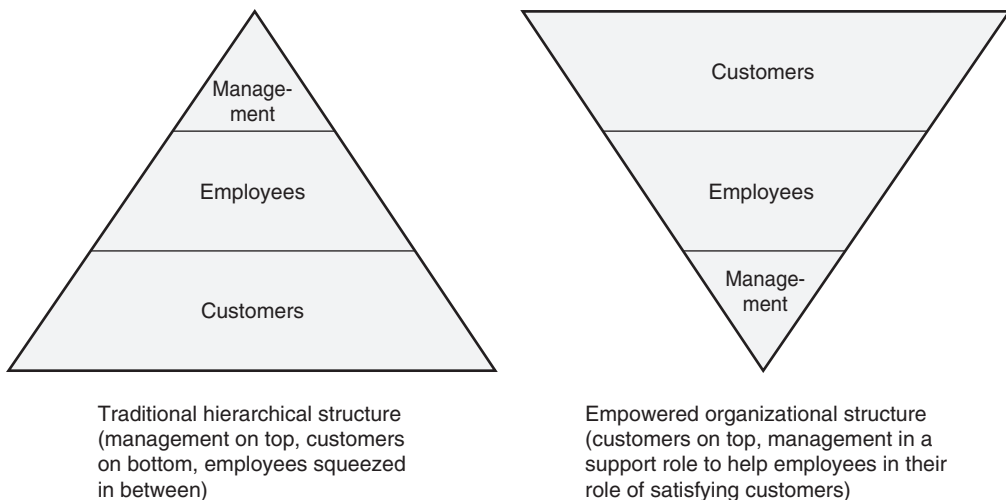 Manage-
ment
Employees
Customers
Traditional hierarchical structure
(management on top, customers
on bottom, employees squeezed
in between)
Customers
Employees
Manage-
ment
Empowered organizational structure
(customers on top, management in a
support role to help employees in their
role of satisfying customers)